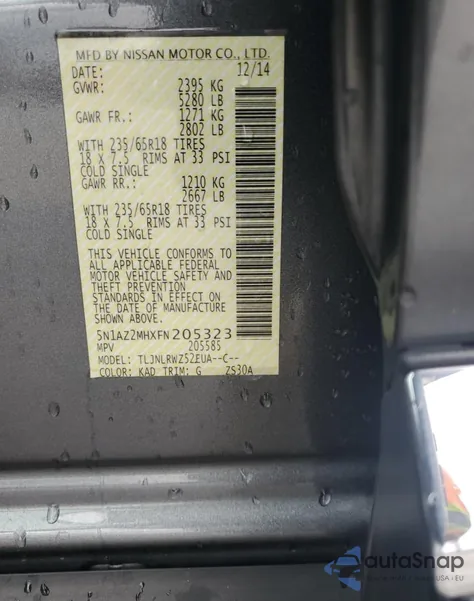 MFD BY NISSAN MOTOR CO., LTD.
DATE: 12/14
GVWR: 2395 KG
5280 LB
GAWR FR.: 1271 KG
2802 LB
WITH 235/65R18 TIRES
18 X 7.5 RIMS AT 33 PSI
COLD SINGLE
GAWR RR.: 1210 KG
2667 LB
WITH 235/65R18 TIRES
18 X 7.5 RIMS AT 33 PSI
COLD SINGLE
THIS VEHICLE CONFORMS TO
ALL APPLICABLE FEDERAL
MOTOR VEHICLE SAFETY AND
THEFT PREVENTION
STANDARDS IN EFFECT ON
THE DATE OF MANUFACTURE
SHOWN ABOVE.
5N1AZ2MHXFN205323
MPV 205585
MODEL: TLJNLRWZ52EUA--C--
COLOR: KAD TRIM: G ZS30A
autoSnap